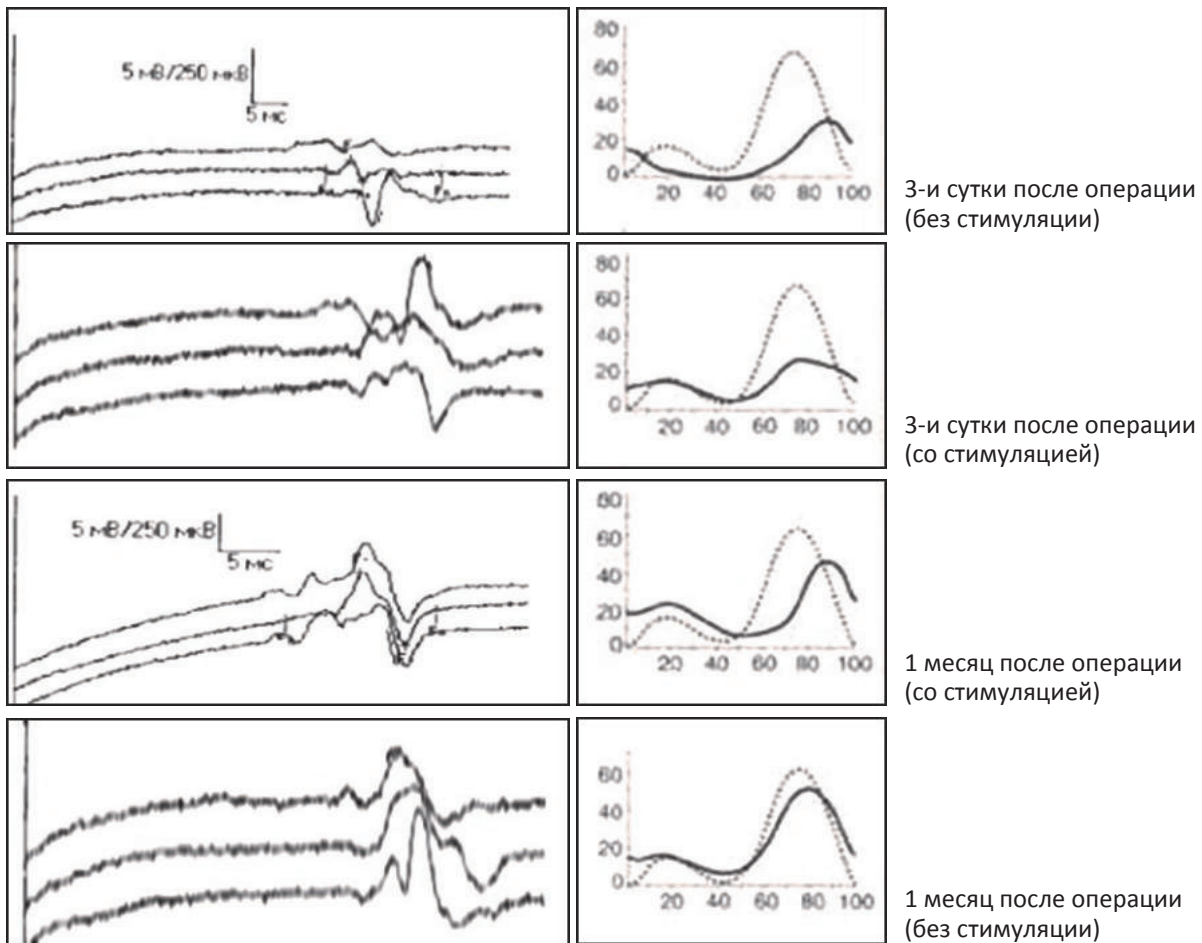 5 мВ/250 мкВ
5 мс
80
60
40
20
0
20 40 60 80 100
3-и сутки после операции
(без стимуляции)
80
60
40
20
0
20 40 60 80 100
3-и сутки после операции
(со стимуляцией)
5 мВ/250 мкВ
5 мс
80
60
40
20
0
20 40 60 80 100
1 месяц после операции
(со стимуляцией)
60
40
20
0
20 40 60 80 100
1 месяц после операции
(без стимуляции)